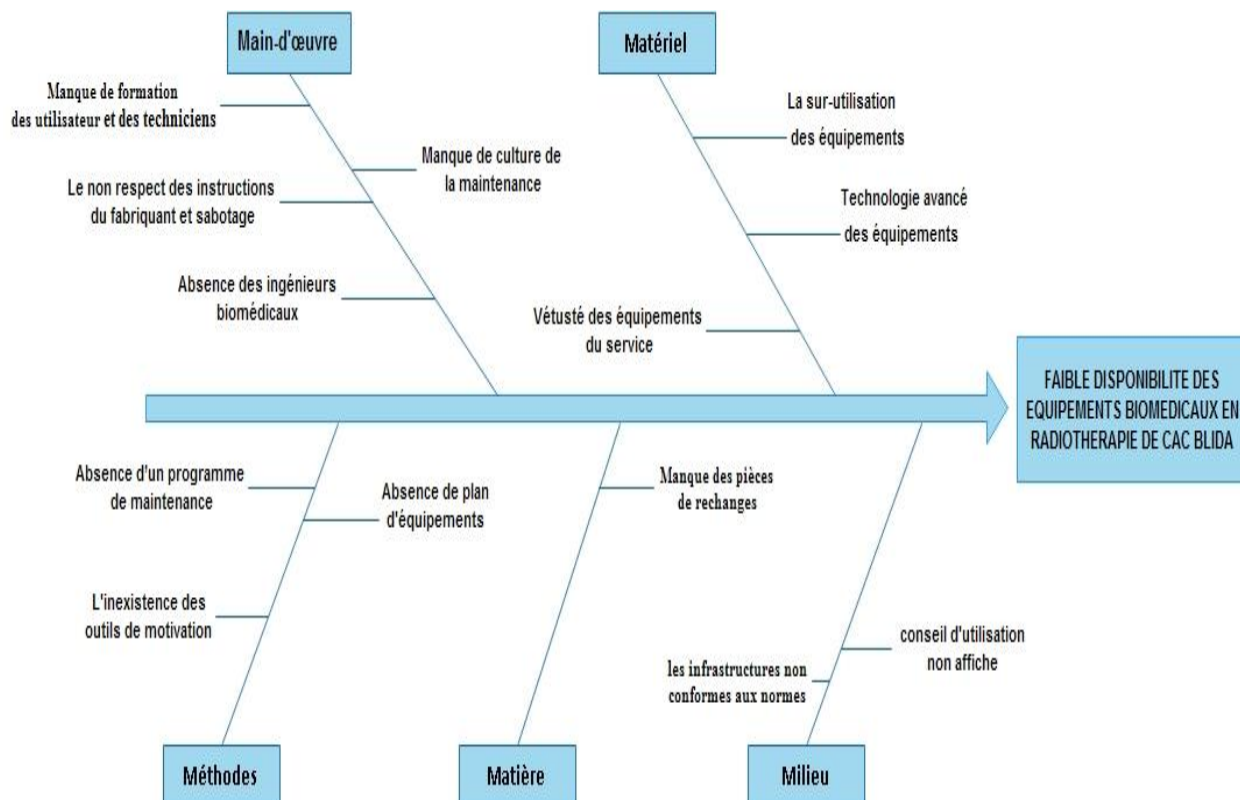 Main-d'œuvre
Matériel
Manque de formation
des utilisateur et des techniciens
Manque de culture de
la maintenance
Le non respect des instructions
du fabriquant et sabotage
Absence des ingénieurs
biomédicaux
La sur-utilisation
des équipements
Technologie avancé
des équipements
Vétusté des équipements
du service
FAIBLE DISPONIBILITE DES
EQUIPEMENTS BIOMEDICAUX EN
RADIOTHERAPIE DE CAC BLIDA
Absence d'un programme
de maintenance
Absence de plan
d'équipements
L'inexistence des
outils de motivation
Manque des pièces
de rechanges
conseil d'utilisation
non affiche
les infrastructures non
conformes aux normes
Méthodes
Matière
Milieu